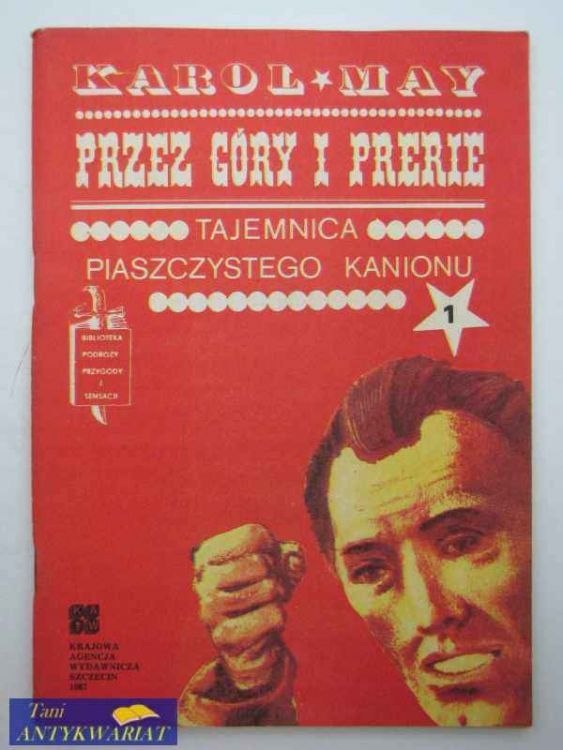 KAROL ★ MAY
PRZEZ GÓRY I PRERIE
TAJEMNICA
PIASZCZYSTEGO KANIONU
1
BIBLIOTEKA
PODRÓŻY
PRZYGODY
I
SENSACJI
KRAJOWA
AGENCJA
WYDAWNICZA
SZCZECIN
1987
Tani
ANTYKWARIAT